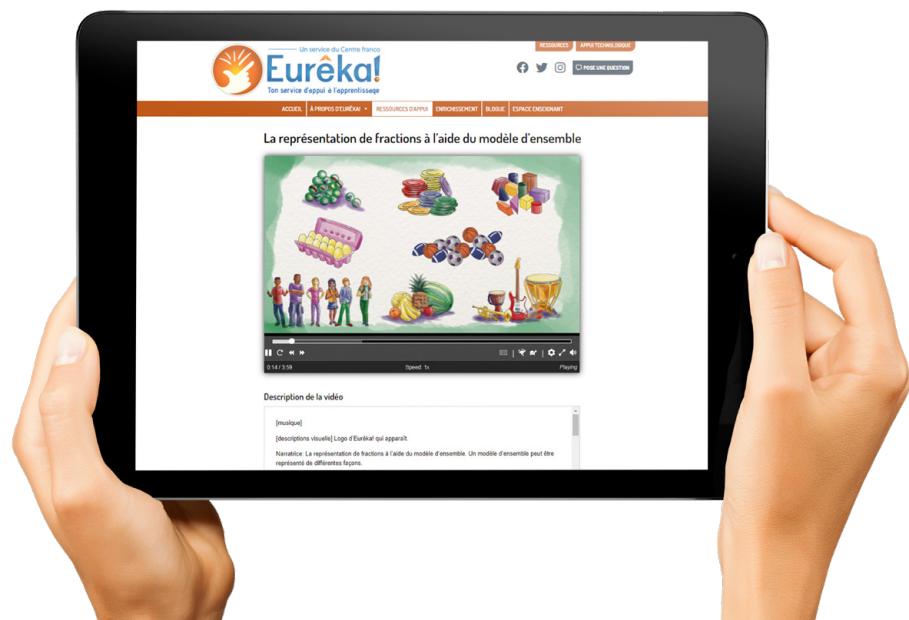 RESSOURCES
APPUI TECHNOLOGIQUE
Un service du Centre franco
Eurêka!
Ton service d'appui à l'apprentissage
POSE UNE QUESTION
ACCUEIL
À PROPOS D'EURÊKA!
RESSOURCES D'APPUI
ENRICHISSEMENT
BLOGUE
ESPACE ENSEIGNANT
La représentation de fractions à l'aide du modèle d'ensemble
0:14 / 3:59
Speed: 1x
Playing
Description de la vidéo
[musique]
[descriptions visuelle] Logo d'Eurêka! qui apparaît.
Narratrice: La représentation de fractions à l'aide du modèle d'ensemble. Un modèle d'ensemble peut être
représenté de différentes façons.